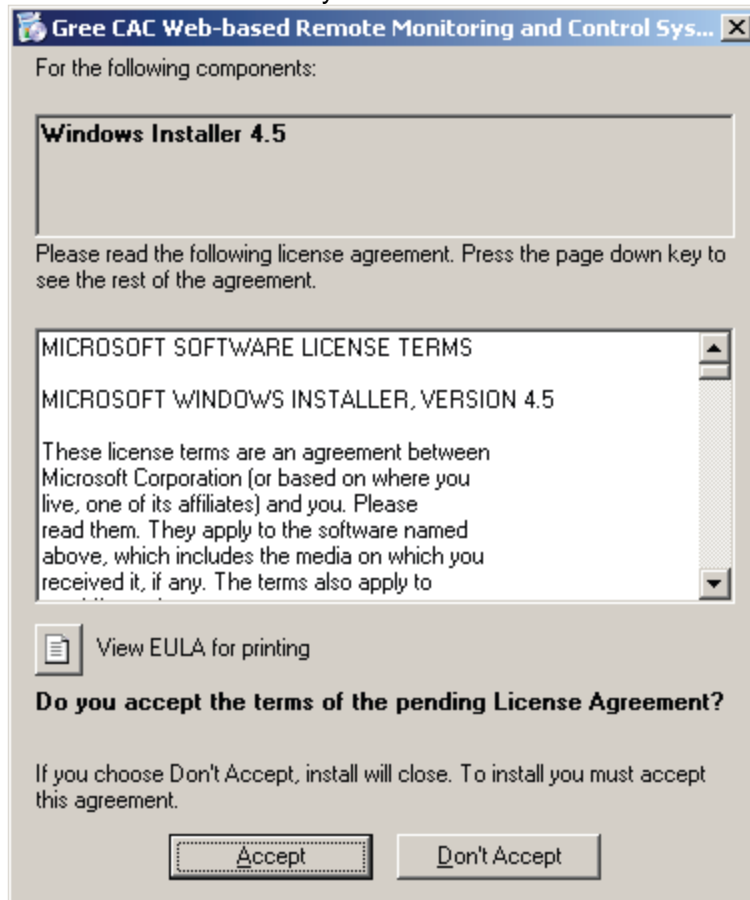 Gree CAC Web-based Remote Monitoring and Control Sys...
For the following components:
Windows Installer 4.5
Please read the following license agreement. Press the page down key to
see the rest of the agreement.
MICROSOFT SOFTWARE LICENSE TERMS
MICROSOFT WINDOWS INSTALLER, VERSION 4.5
These license terms are an agreement between
Microsoft Corporation (or based on where you
live, one of its affiliates) and you. Please
read them. They apply to the software named
above, which includes the media on which you
received it, if any. The terms also apply to
View EULA for printing
Do you accept the terms of the pending License Agreement?
If you choose Don't Accept, install will close. To install you must accept
this agreement.
Accept
Don't Accept